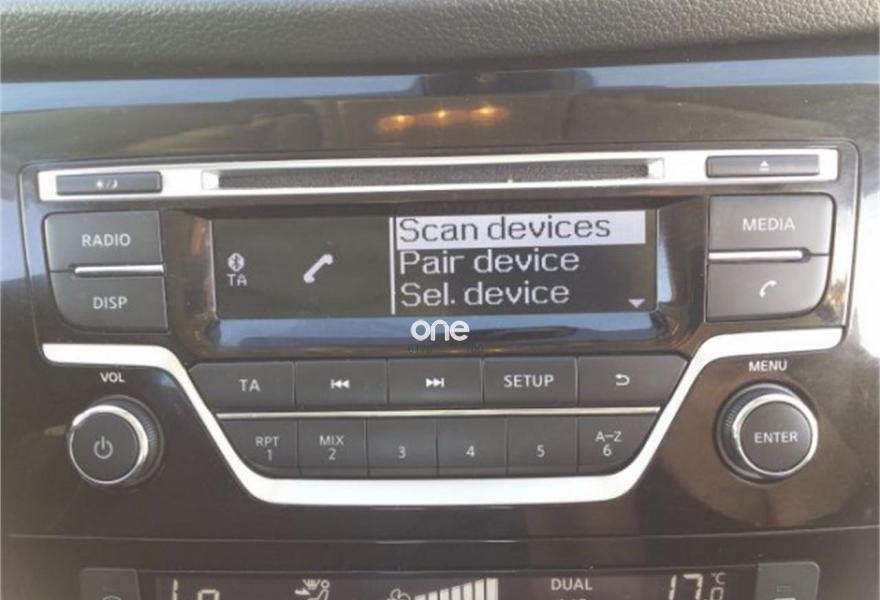 Scan devices
RADIO
MEDIA
Pair device
TA
Sel. device
DISP
one
VOL
MENU
TA
SETUP
RPT
1
MIX
2
3
4
5
A-Z
6
ENTER
DUAL
17.0
°C